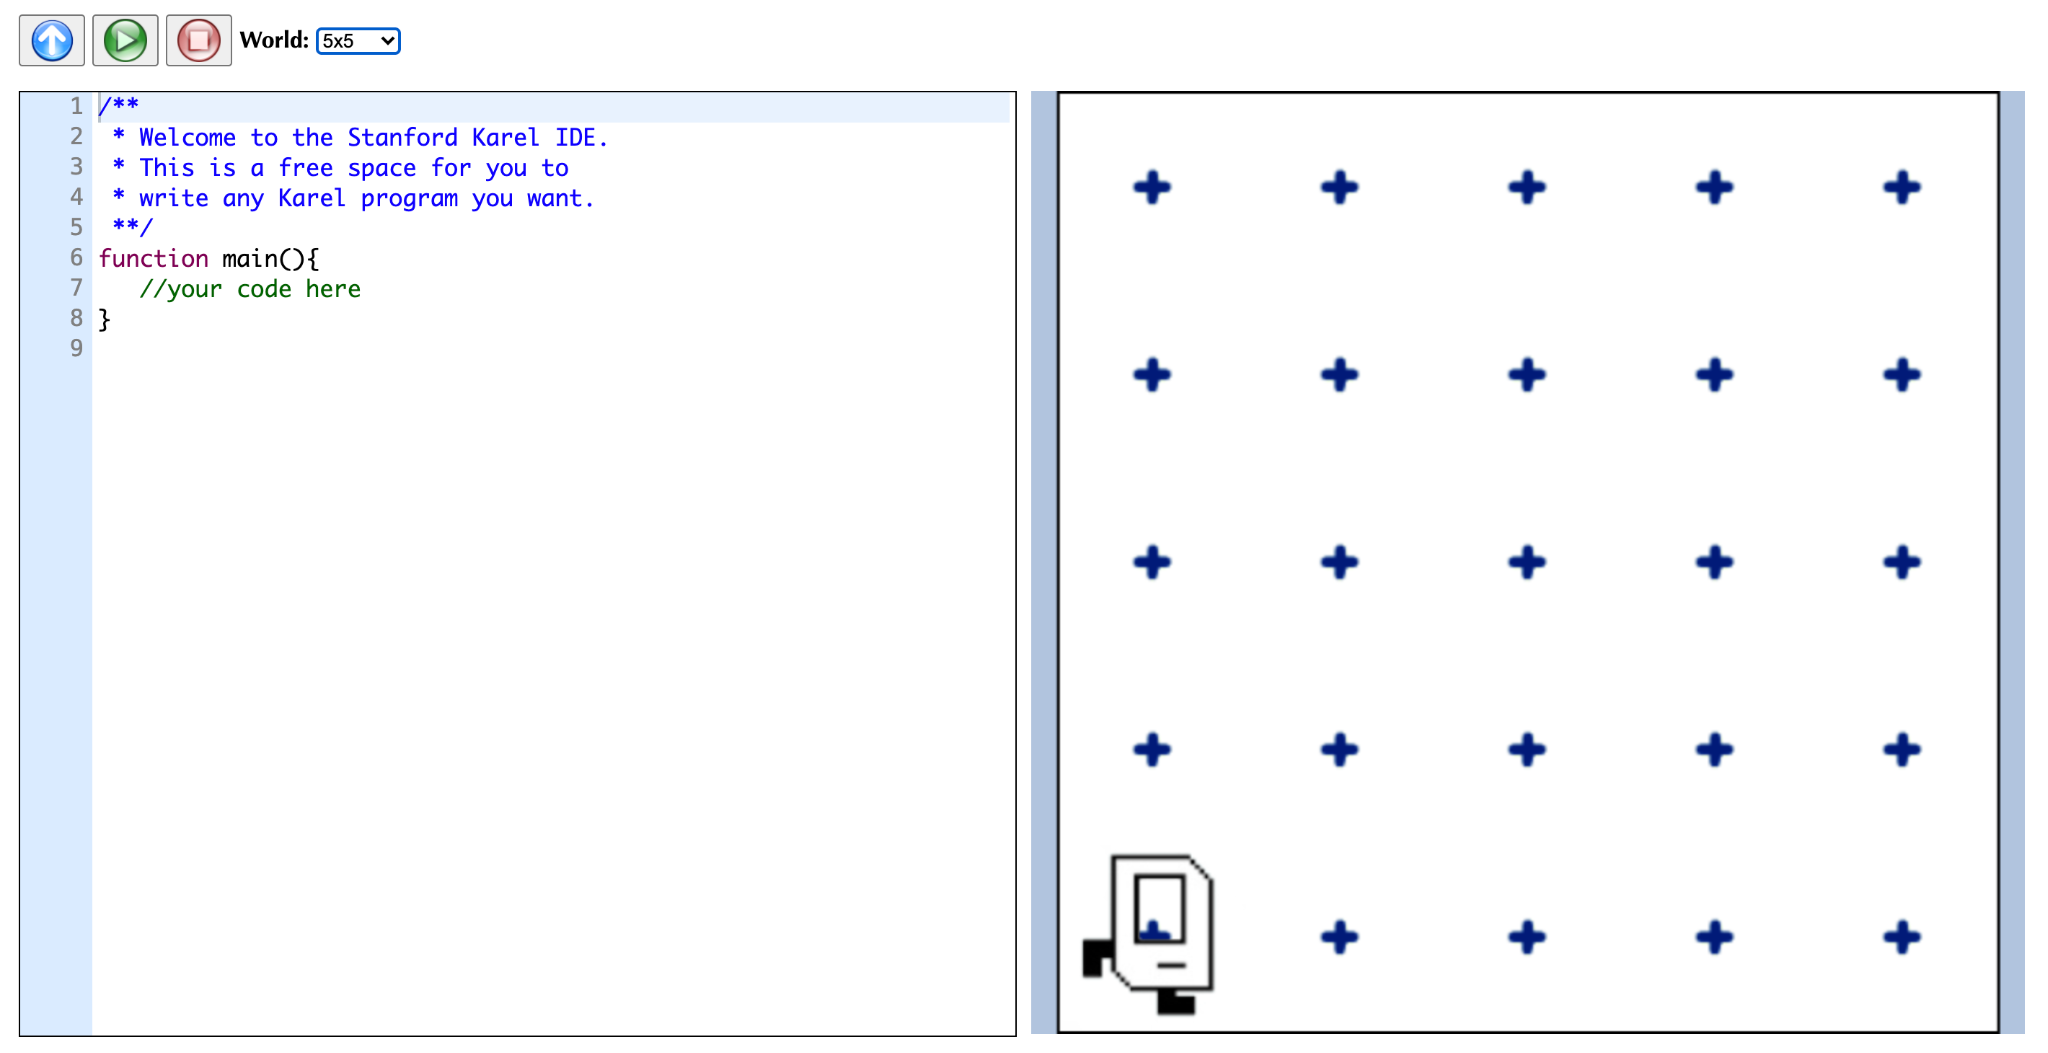 World: 5x5
1 /**
2  * Welcome to the Stanford Karel IDE.
3  * This is a free space for you to
4  * write any Karel program you want.
5  **/
6 function main(){
7    //your code here
8 }
9